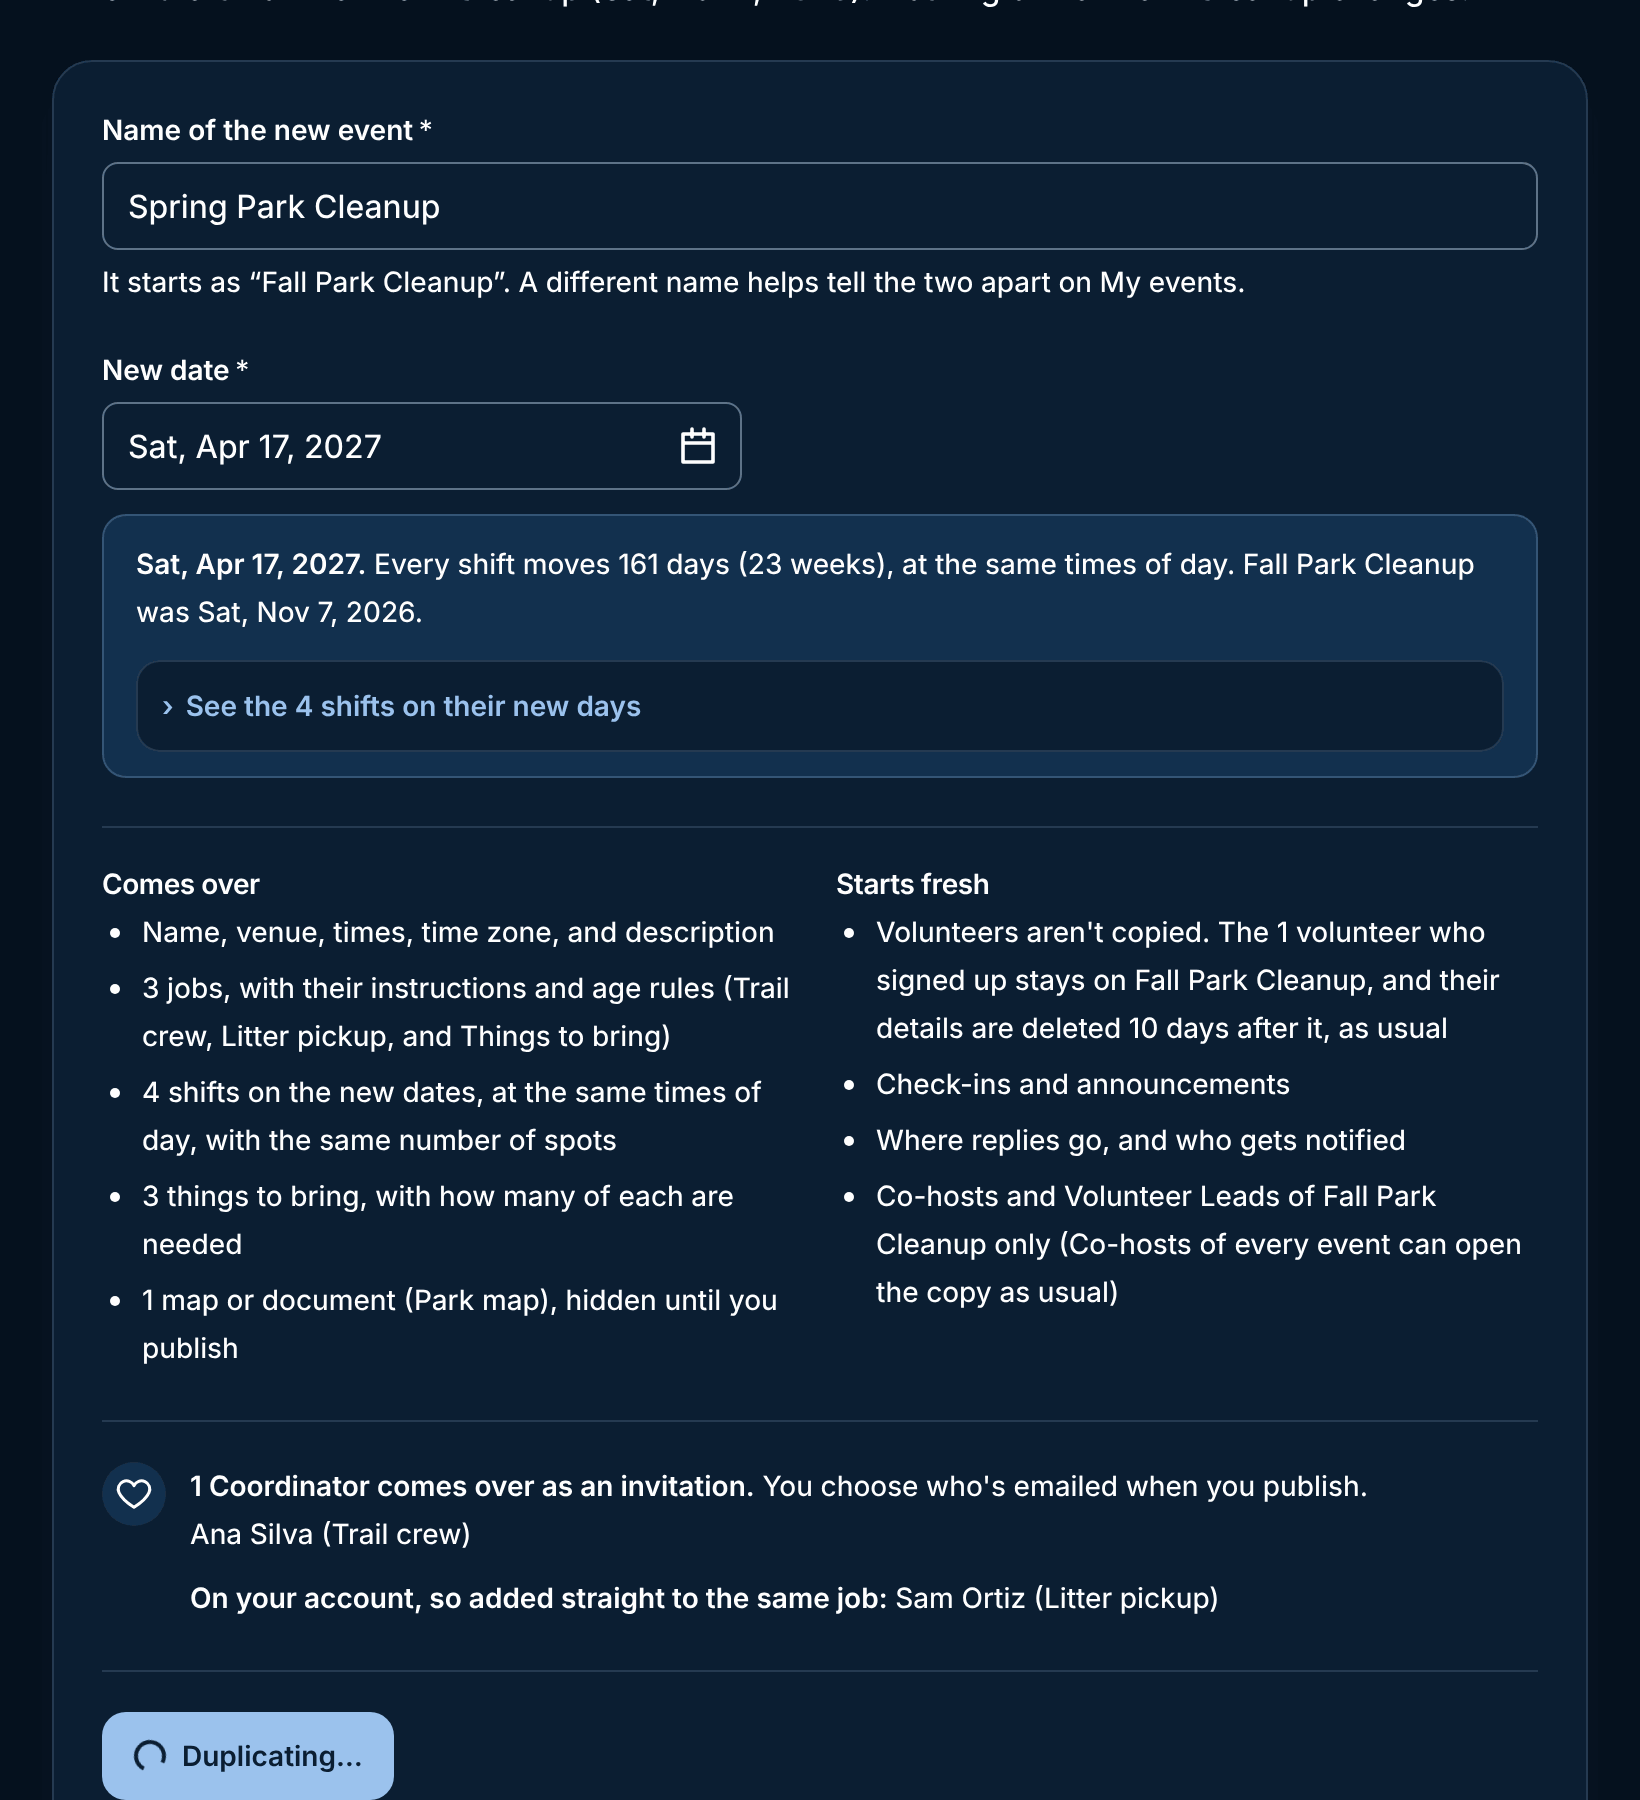 Name of the new event *
Spring Park Cleanup
It starts as “Fall Park Cleanup”. A different name helps tell the two apart on My events.
New date *
Sat, Apr 17, 2027
Sat, Apr 17, 2027. Every shift moves 161 days (23 weeks), at the same times of day. Fall Park Cleanup
was Sat, Nov 7, 2026.
› See the 4 shifts on their new days
Comes over
• Name, venue, times, time zone, and description
• 3 jobs, with their instructions and age rules (Trail
crew, Litter pickup, and Things to bring)
• 4 shifts on the new dates, at the same times of
day, with the same number of spots
• 3 things to bring, with how many of each are
needed
• 1 map or document (Park map), hidden until you
publish
Starts fresh
• Volunteers aren't copied. The 1 volunteer who
signed up stays on Fall Park Cleanup, and their
details are deleted 10 days after it, as usual
• Check-ins and announcements
• Where replies go, and who gets notified
• Co-hosts and Volunteer Leads of Fall Park
Cleanup only (Co-hosts of every event can open
the copy as usual)
1 Coordinator comes over as an invitation. You choose who's emailed when you publish.
Ana Silva (Trail crew)
On your account, so added straight to the same job: Sam Ortiz (Litter pickup)
Duplicating...